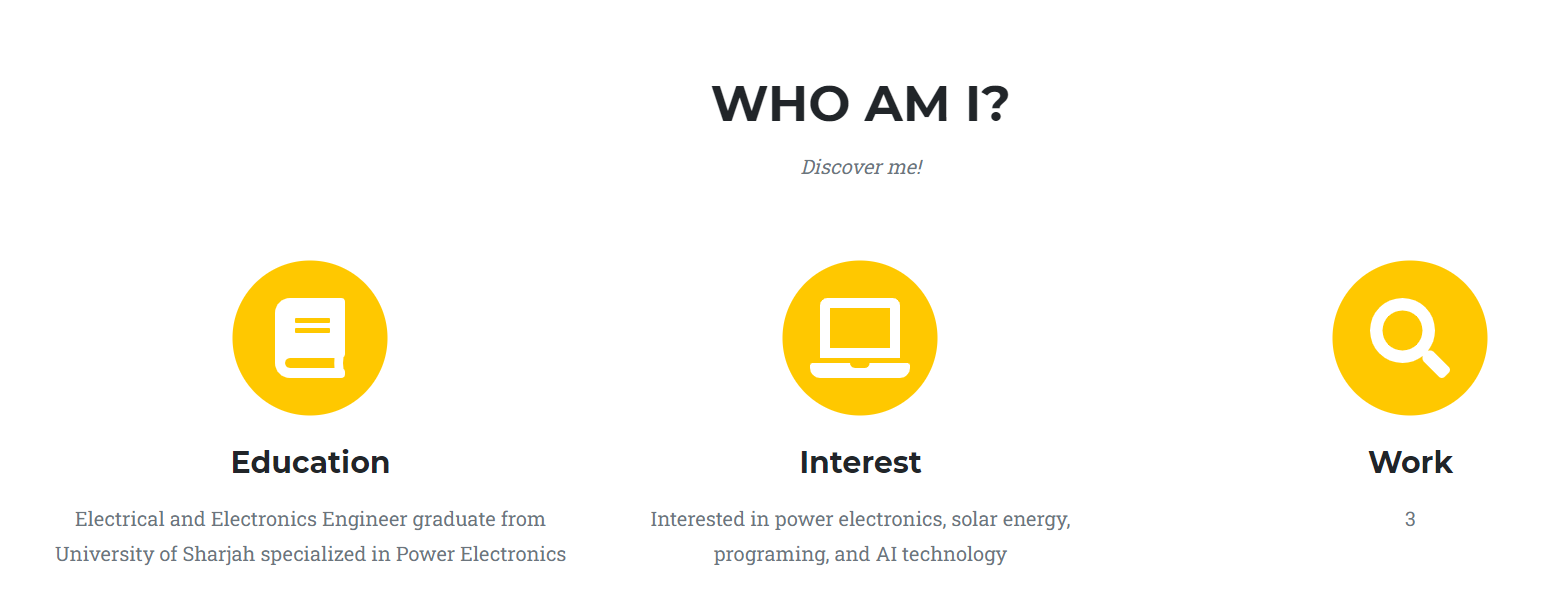 WHO AM I?
Discover me!
Education
Electrical and Electronics Engineer graduate from
University of Sharjah specialized in Power Electronics
Interest
Interested in power electronics, solar energy,
programing, and AI technology
Work
3